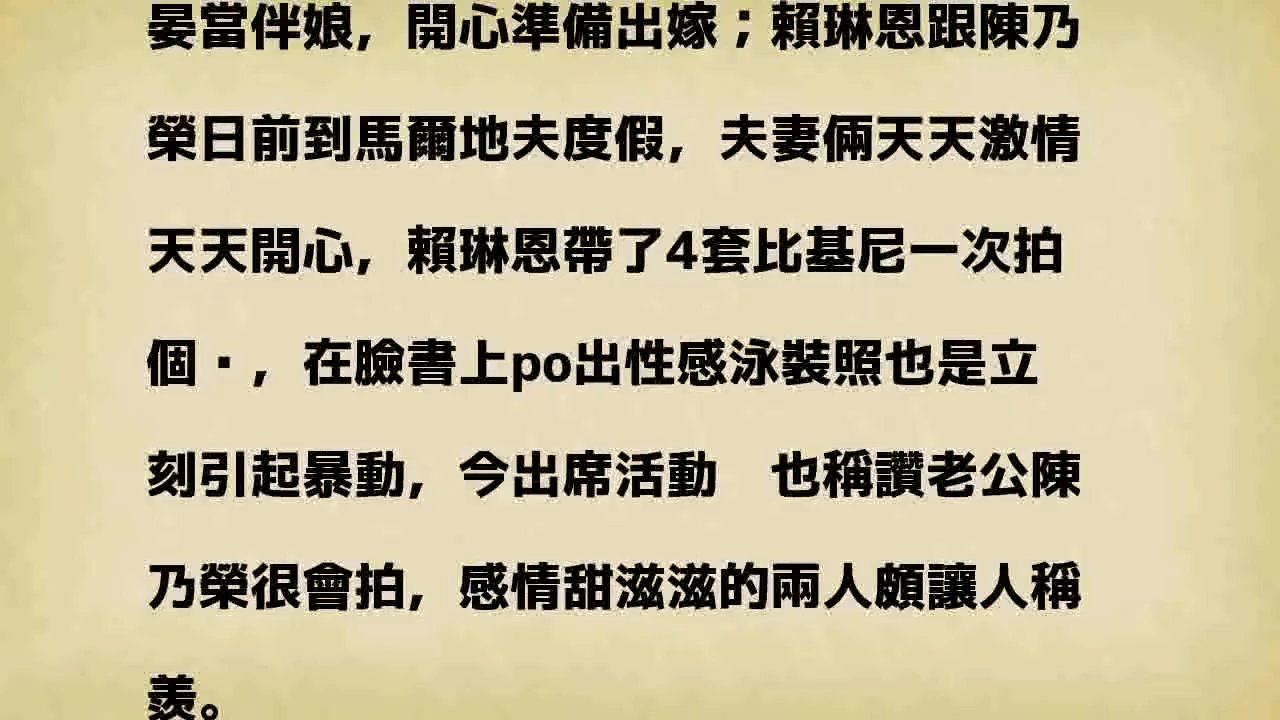 晏當伴娘，開心準備出嫁；賴琳恩跟陳乃
榮日前到馬爾地夫度假，夫妻倆天天激情
天天開心，賴琳恩帶了4套比基尼一次拍
個·，在臉書上po出性感泳裝照也是立
刻引起暴動，今出席活動　也稱讚老公陳
乃榮很會拍，感情甜滋滋的兩人頗讓人稱
羨。